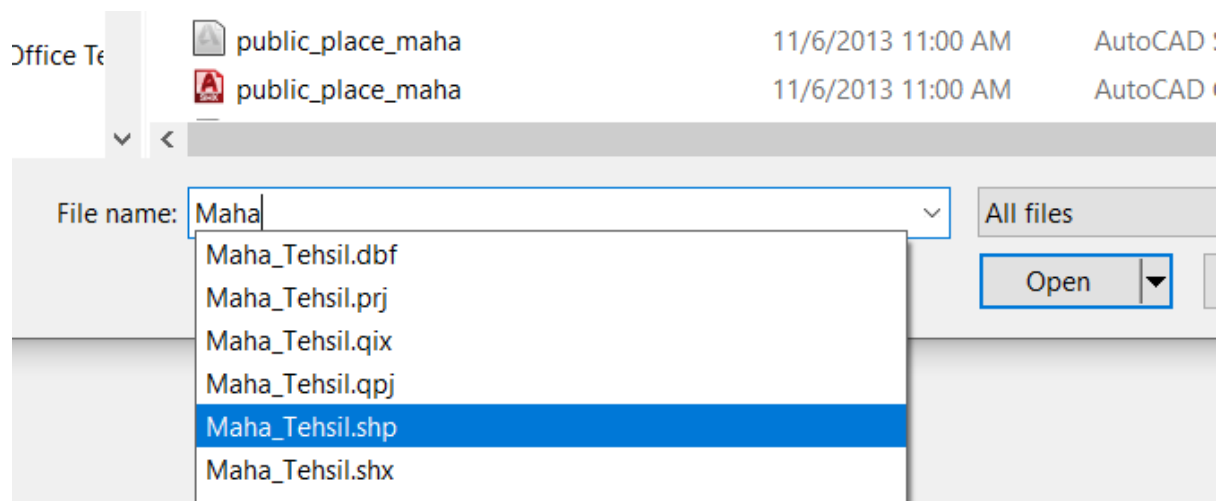 public_place_maha 11/6/2013 11:00 AM AutoCAD
Office Te
public_place_maha 11/6/2013 11:00 AM AutoCAD
File name: Maha All files
Maha_Tehsil.dbf
Open
Maha_Tehsil.prj
Maha_Tehsil.qix
Maha_Tehsil.qpj
Maha_Tehsil.shp
Maha_Tehsil.shx